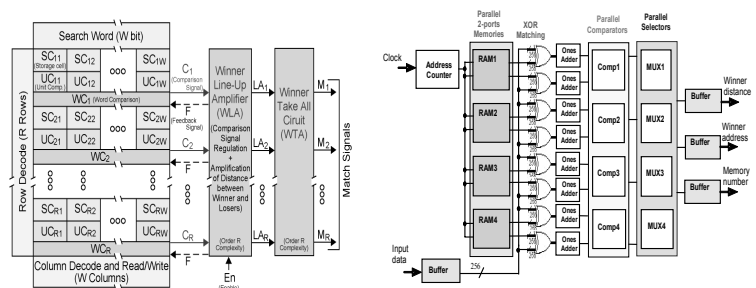 Search Word (W bit)
Row Decode (R Rows)
SC11
(Storage cell)
SC12
ooo
SC1W
UC11
(Unit Comp.)
UC12
UC1W
WC1 (Word Comparison)
SC21
SC22
ooo
SC2W
UC21
UC22
UC2W
WC2
SCR1
SCR2
ooo
SCRW
UCR1
UCR2
UCRW
WCR
Column Decode and Read/Write
(W Columns)
C1
(Comparison
Signal)
F
(Feedback
Signal)
C2
F
CR
F
Winner
Line-Up
Amplifier
(WLA)
(Comparison
Signal
Regulation
+
Amplification
of Distance
between
Winner and
Losers)
(Order R
Complexity)
En
(Enable)
LA1
LA2
LAR
Winner
Take All
Ciruit
(WTA)
(Order R
Complexity)
M1
M2
MR
Match Signals
Parallel
2-ports
Memories
XOR
Matching
Parallel
Comparators
Parallel
Selectors
Clock
Address
Counter
RAM1
RAM2
RAM3
RAM4
256
Ones
Adder
Ones
Adder
Ones
Adder
Ones
Adder
Ones
Adder
Ones
Adder
Ones
Adder
Ones
Adder
Comp1
Comp2
Comp3
Comp4
MUX1
MUX2
MUX3
MUX4
Buffer
Buffer
Buffer
Winner
distance
Winner
address
Memory
number
Input
data
Buffer
256